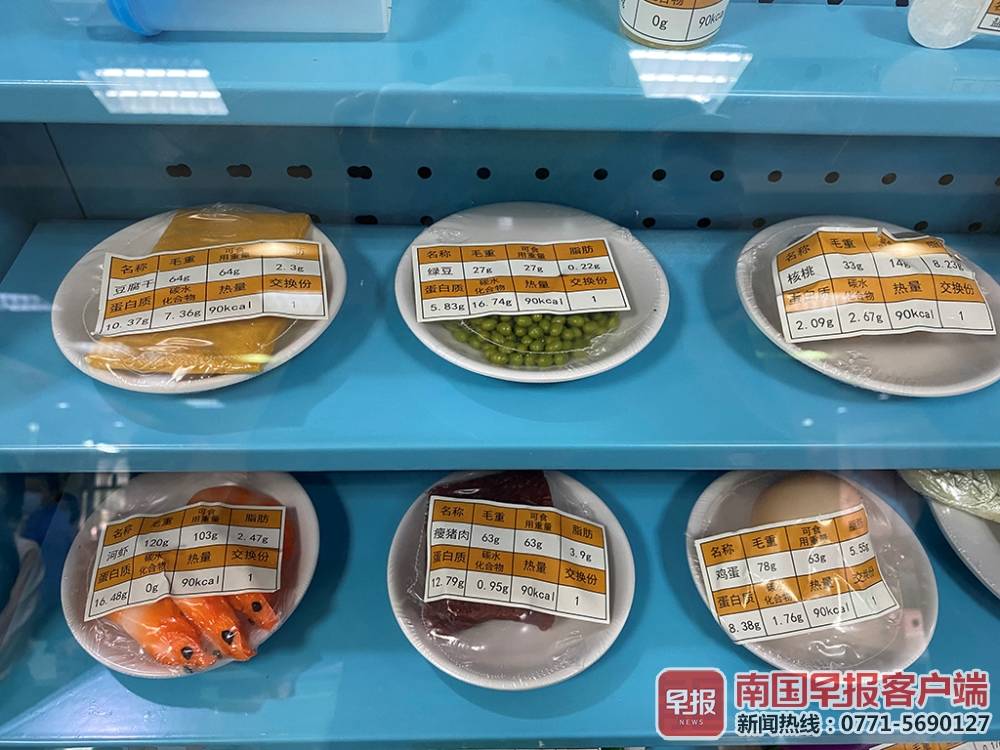 0g 90kc
名称 毛重 可食用重量 脂肪
豆腐干 64g 64g 2.3g
蛋白质 碳水化合物 热量 交换份
10.37g 7.36g 90kcal 1
名称 毛重 可食用重量 脂肪
绿豆 27g 27g 0.22g
蛋白质 碳水化合物 热量 交换份
5.83g 16.74g 90kcal 1
名称 毛重
核桃 33g 14g 8.23g
蛋白质 碳水化合物 热量 交换份
2.09g 2.67g 90kcal 1
名称 毛重 可食用重量 脂肪
河虾 120g 103g 2.47g
蛋白质 碳水化合物 热量 交换份
16.48g 0g 90kcal 1
名称 毛重 可食用重量 脂肪
瘦猪肉 63g 63g 3.9g
蛋白质 碳水化合物 热量 交换份
12.79g 0.95g 90kcal 1
名称 毛重 可食用重量 脂肪
鸡蛋 78g 63g 5.55g
蛋白质 碳水化合物 热量 交换份
8.38g 1.76g 90kcal 1
早报 南国早报客户端
NEWS 新闻热线：0771-5690127